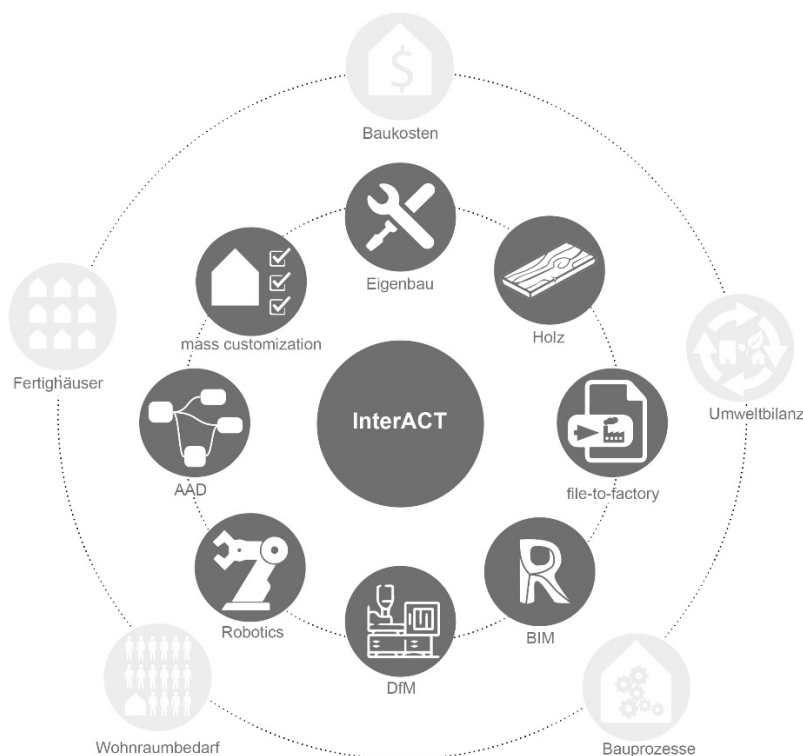 $
Baukosten
Eigenbau
Holz
mass customization
Fertighäuser
Umweltbilanz
InterACT
AAD
file-to-factory
R
Robotics
BIM
DfM
Wohnraumbedarf
Bauprozesse